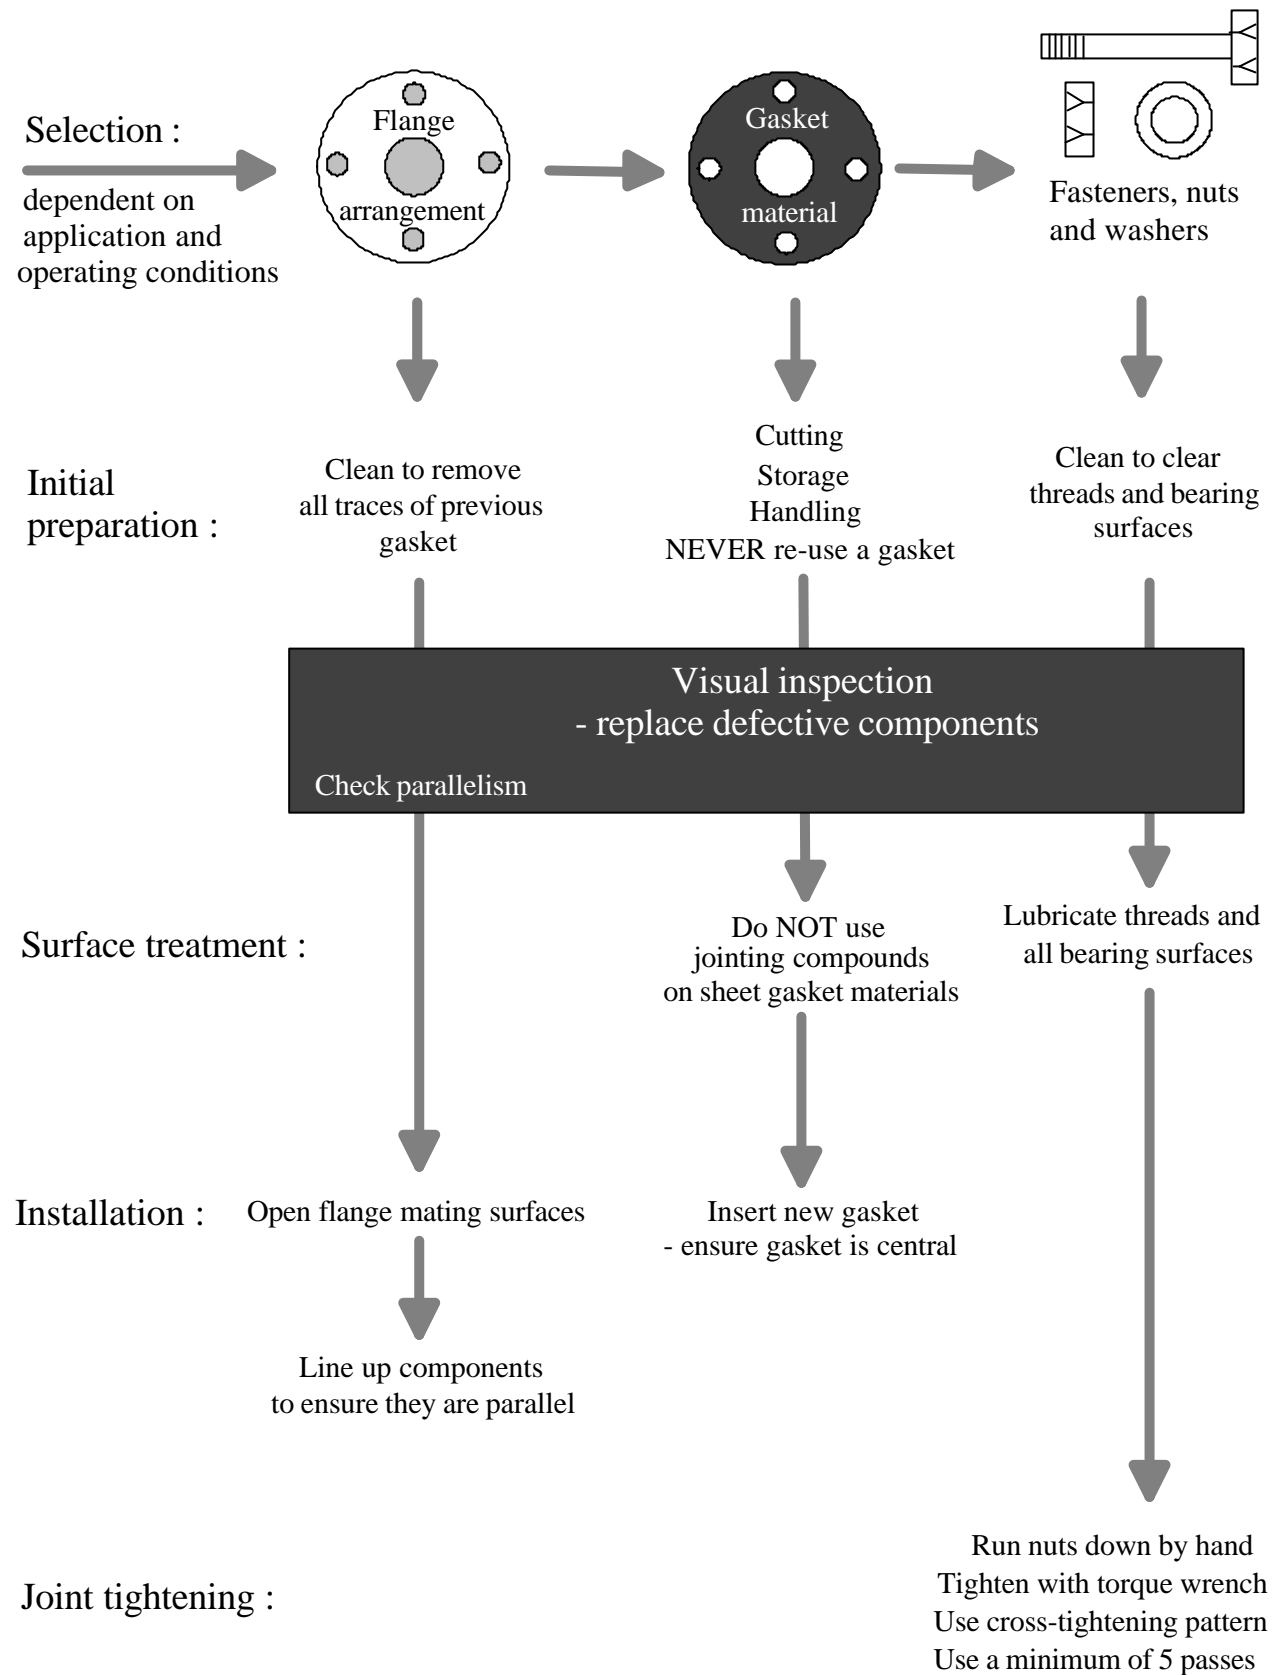 Selection :
dependent on
application and
operating conditions
Flange
arrangement
Gasket
material
Fasteners, nuts
and washers
Initial
preparation :
Clean to remove
all traces of previous
gasket
Cutting
Storage
Handling
NEVER re-use a gasket
Clean to clear
threads and bearing
surfaces
Visual inspection
- replace defective components
Check parallelism
Surface treatment :
Do NOT use
jointing compounds
on sheet gasket materials
Lubricate threads and
all bearing surfaces
Installation :
Open flange mating surfaces
Line up components
to ensure they are parallel
Insert new gasket
- ensure gasket is central
Joint tightening :
Run nuts down by hand
Tighten with torque wrench
Use cross-tightening pattern
Use a minimum of 5 passes